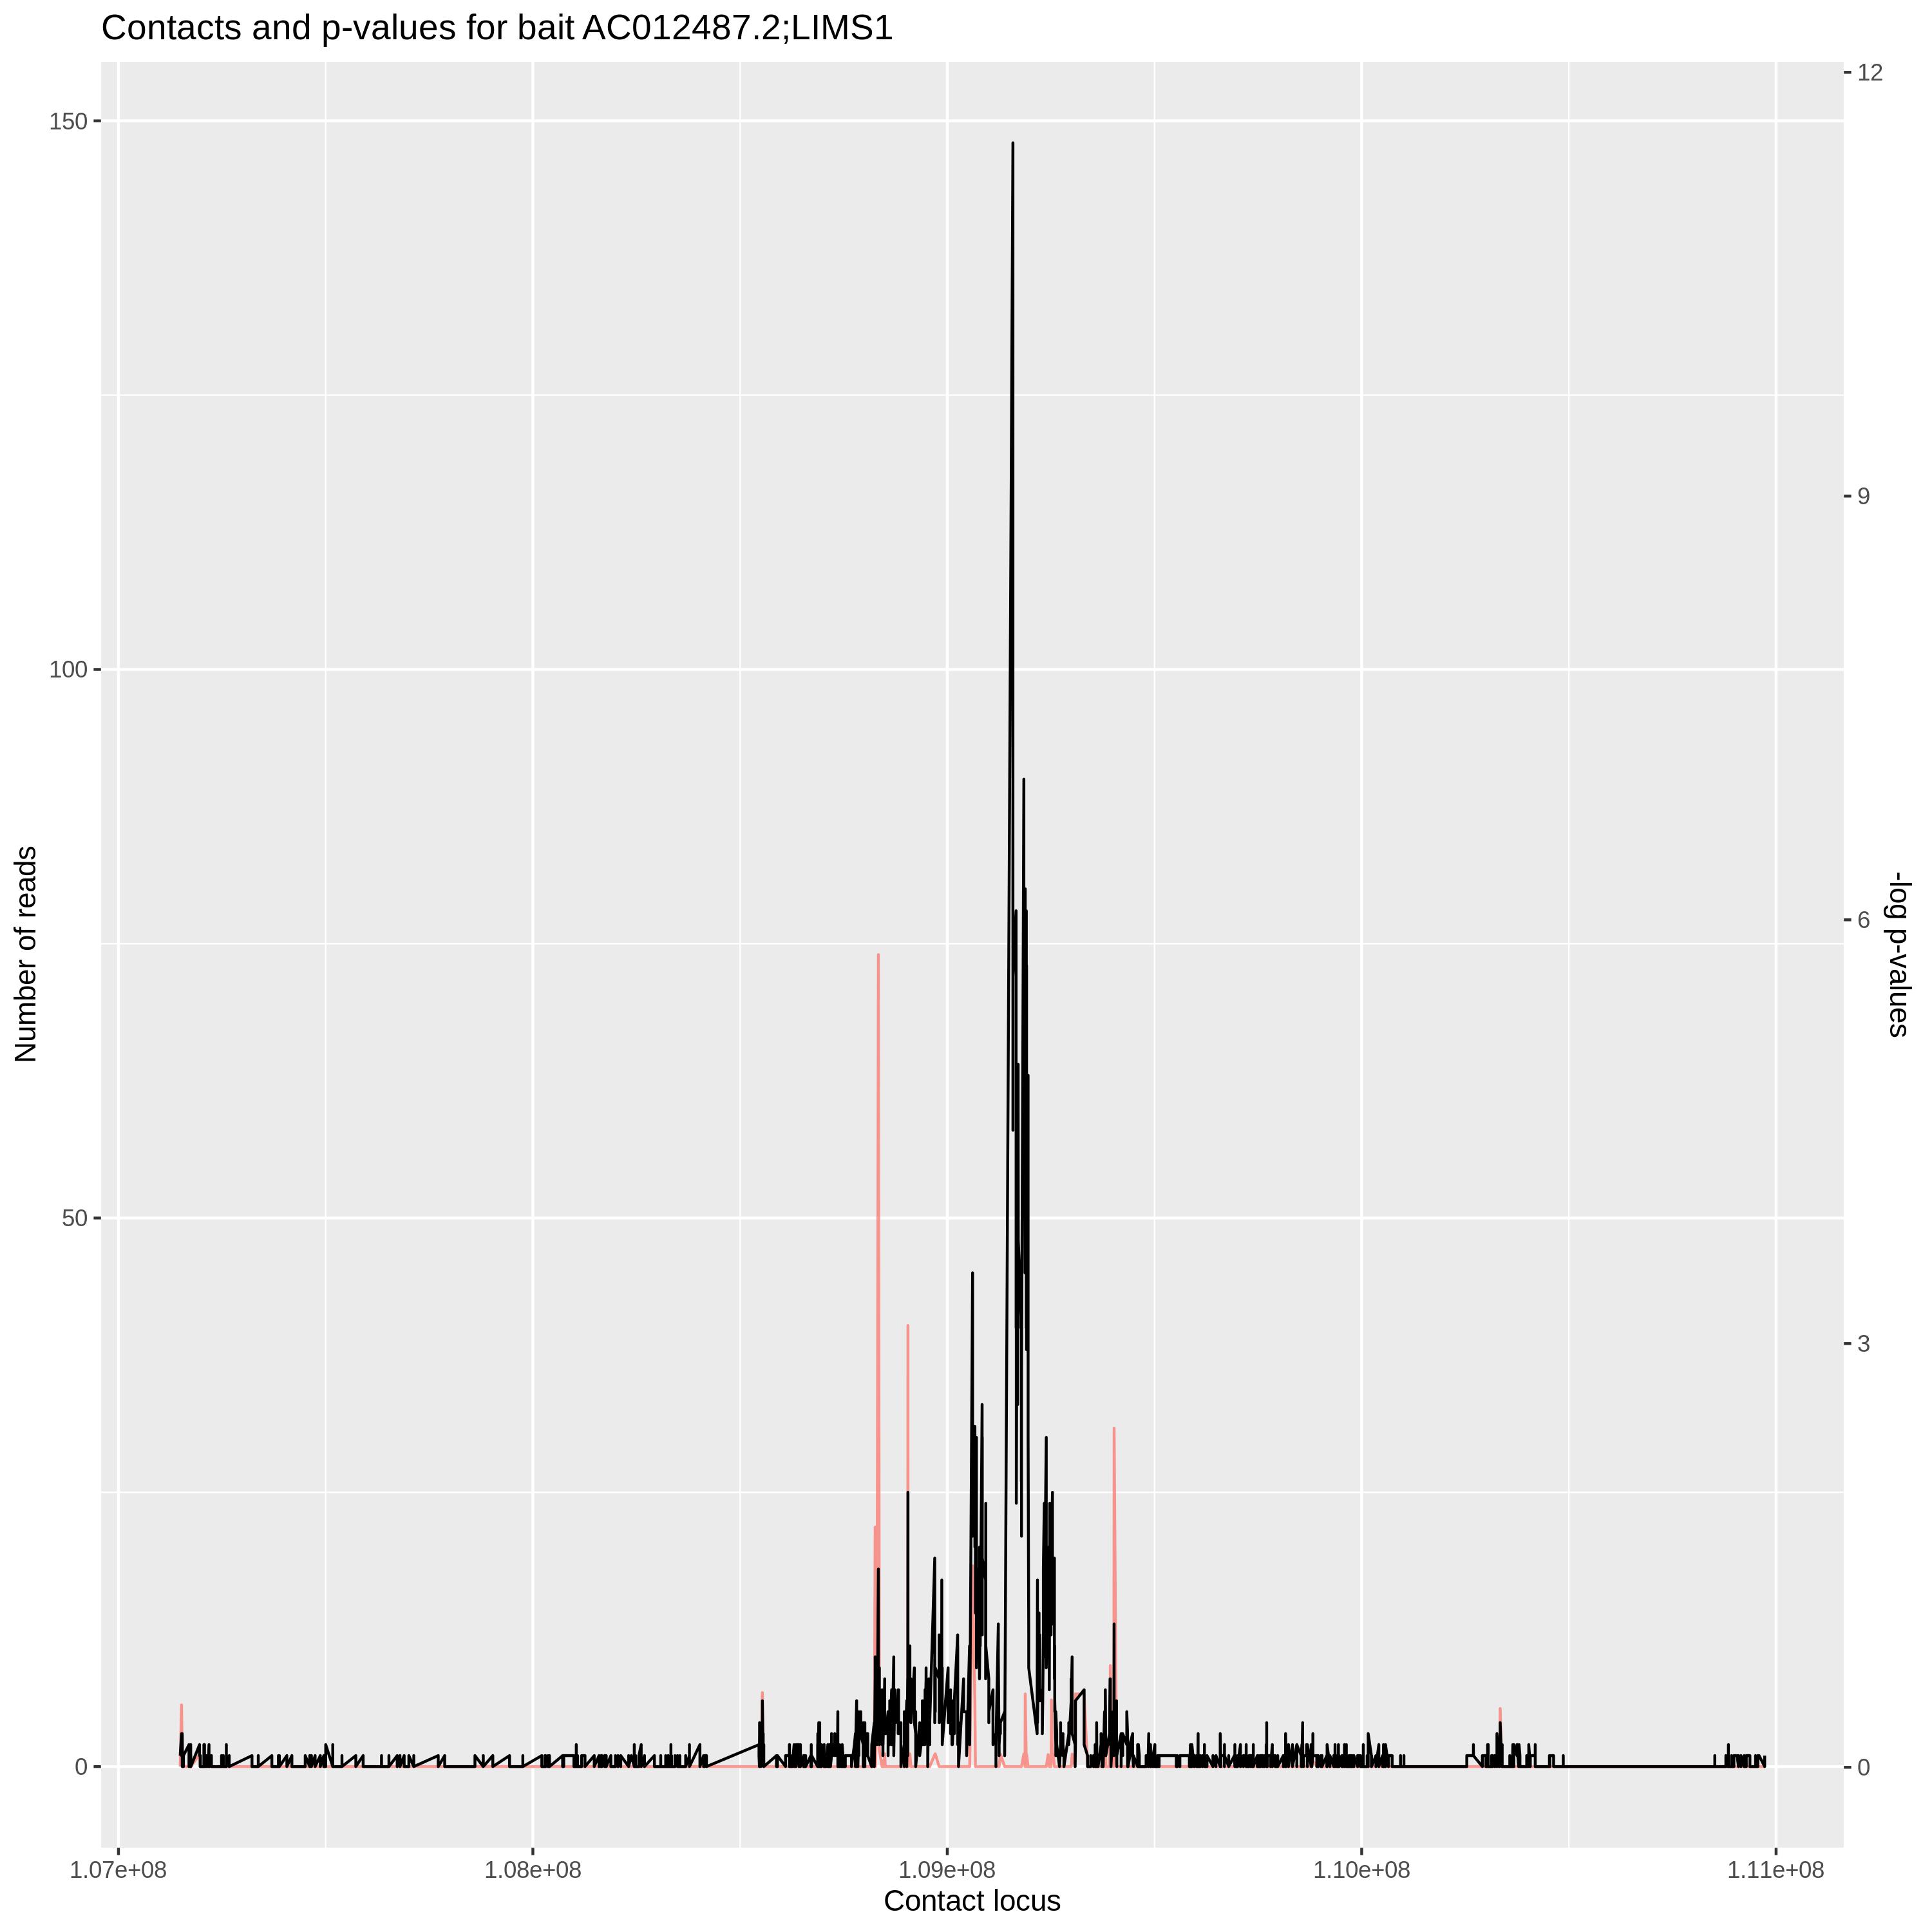 Contacts and p-values for bait AC012487.2;LIMS1
150
100
50
0
Number of reads
12
9
6
3
0
-log p-values
1.07e+08 1.08e+08 1.09e+08 1.10e+08 1.11e+08
Contact locus